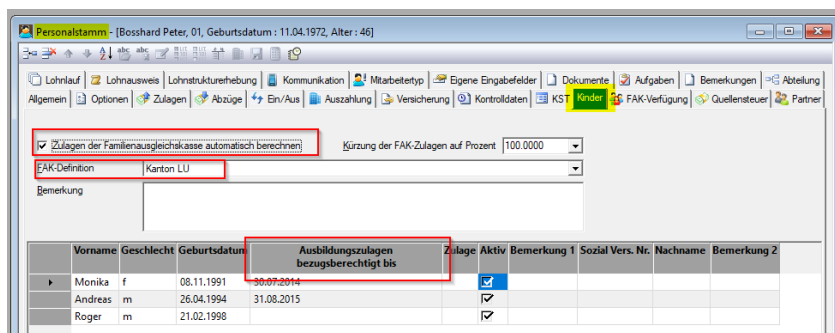 Personalstamm - [Bosshard Peter, 01, Geburtsdatum : 11.04.1972, Alter : 46]
Lohnlauf Lohnausweis Lohnstrukturerhebung Kommunikation Mitarbeitertyp Eigene Eingabefelder Dokumente Aufgaben Bemerkungen Abteilung
Allgemein Optionen Zulagen Abzüge Ein/Aus Auszahlung Versicherung Kontrolldaten KST Kinder FAK-Verfügung Quellensteuer Partner
Zulagen der Familienausgleichskasse automatisch berechnen Kürzung der FAK-Zulagen auf Prozent 100.0000
FAK-Definition Kanton LU
Bemerkung
Vorname Geschlecht Geburtsdatum Ausbildungszulagen bezugsberechtigt bis Zulage Aktiv Bemerkung 1 Sozial Vers. Nr. Nachname Bemerkung 2
Monika f 08.11.1991 30.07.2014
Andreas m 26.04.1994 31.08.2015
Roger m 21.02.1998